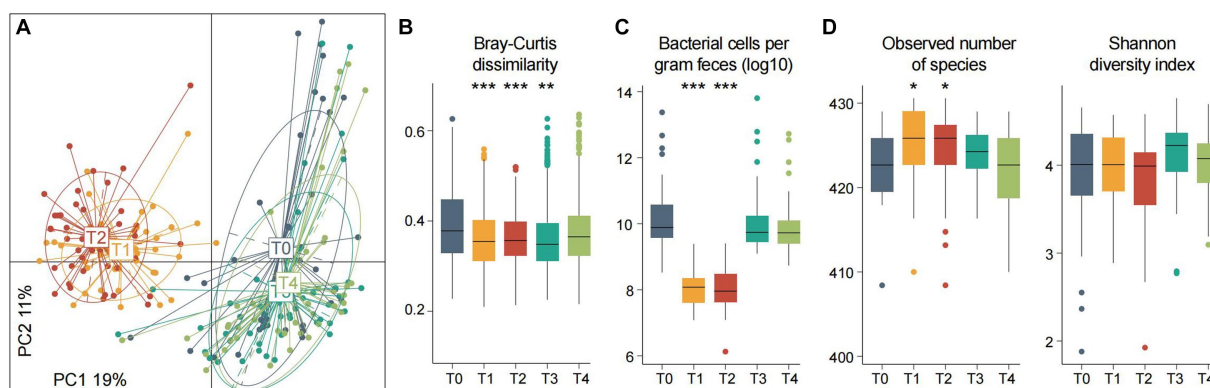 A
T2
T1
T0
T4
PC2 11%
PC1 19%
B
Bray-Curtis
dissimilarity
*** *** **
0.6
0.4
0.2
T0 T1 T2 T3 T4
C
Bacterial cells per
gram feces (log10)
*** ***
14
12
10
8
6
T0 T1 T2 T3 T4
D
Observed number
of species
* *
430
420
410
400
T0 T1 T2 T3 T4
Shannon
diversity index
4
3
2
T0 T1 T2 T3 T4